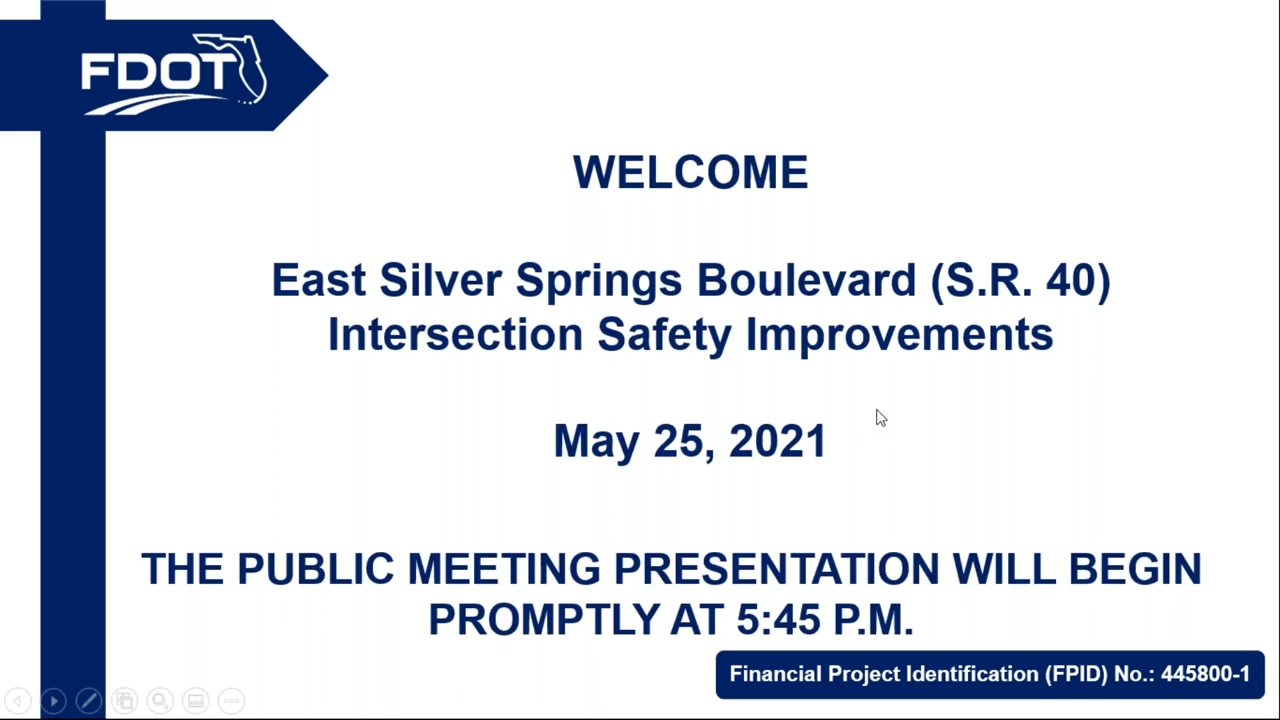 FDOT
WELCOME
East Silver Springs Boulevard (S.R. 40)
Intersection Safety Improvements
May 25, 2021
THE PUBLIC MEETING PRESENTATION WILL BEGIN
PROMPTLY AT 5:45 P.M.
Financial Project Identification (FPID) No.: 445800-1